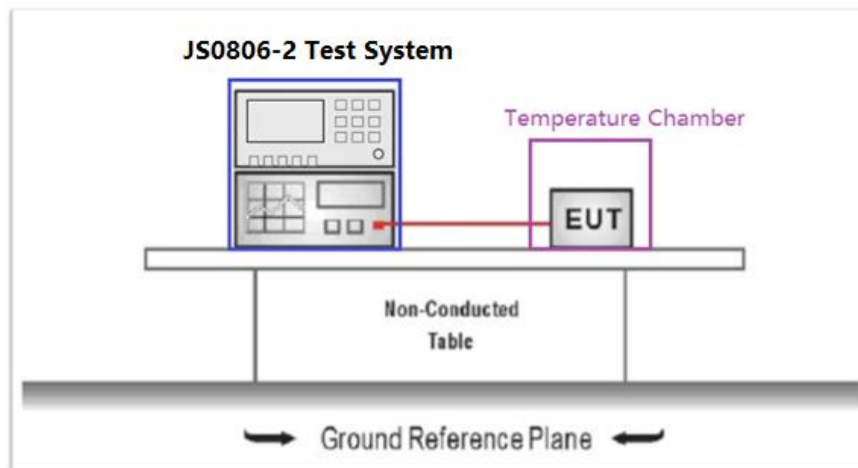 JS0806-2 Test System
Temperature Chamber
EUT
Non-Conducted
Table
Ground Reference Plane